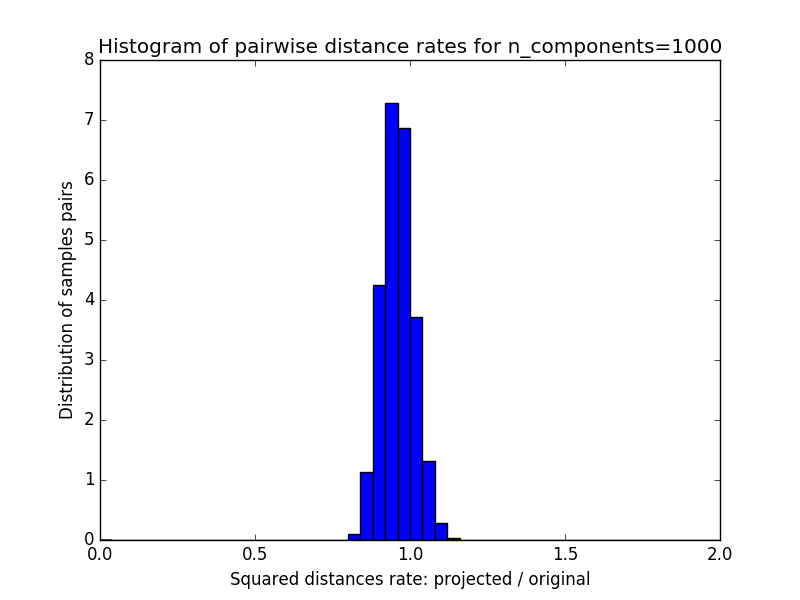 Histogram of pairwise distance rates for n_components=1000
8
7
6
5
4
3
2
1
0
Distribution of samples pairs
0.0 0.5 1.0 1.5 2.0
Squared distances rate: projected / original